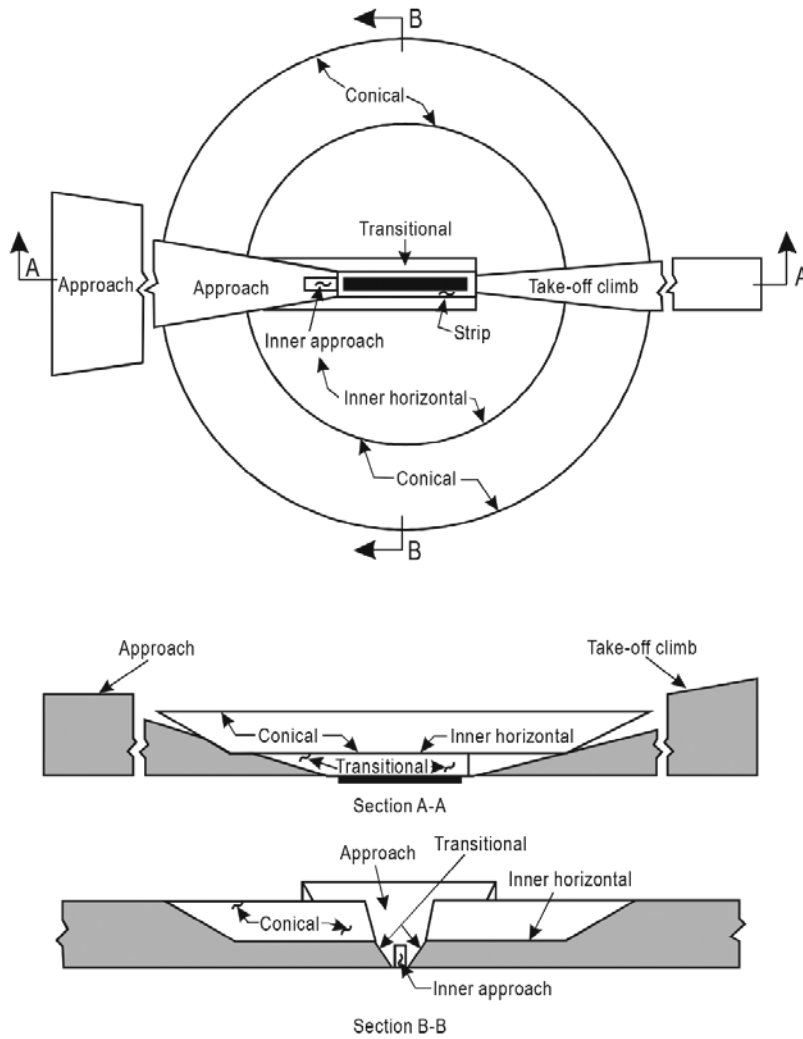 B
Conical
Transitional
A
Approach
Approach
Take-off climb
A
Inner approach
Strip
Inner horizontal
Conical
B
Approach
Take-off climb
Conical
Inner horizontal
Transitional
Section A-A
Transitional
Approach
Inner horizontal
Conical
Inner approach
Section B-B